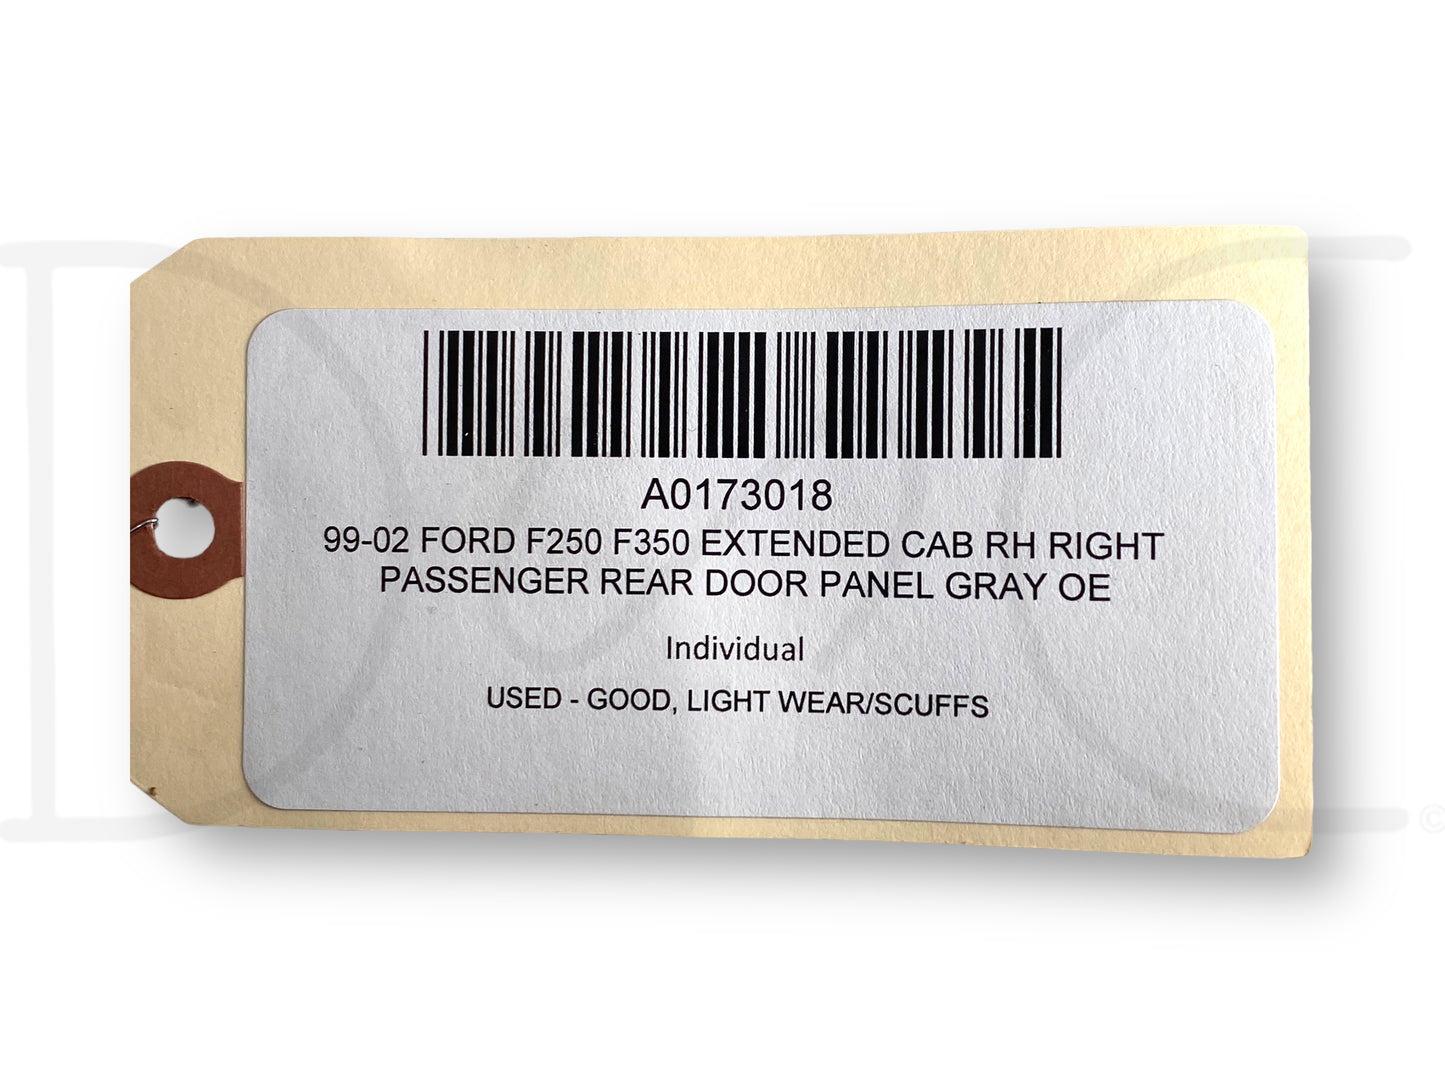 A0173018
99-02 FORD F250 F350 EXTENDED CAB RH RIGHT
PASSENGER REAR DOOR PANEL GRAY OE
Individual
USED - GOOD, LIGHT WEAR/SCUFFS
©